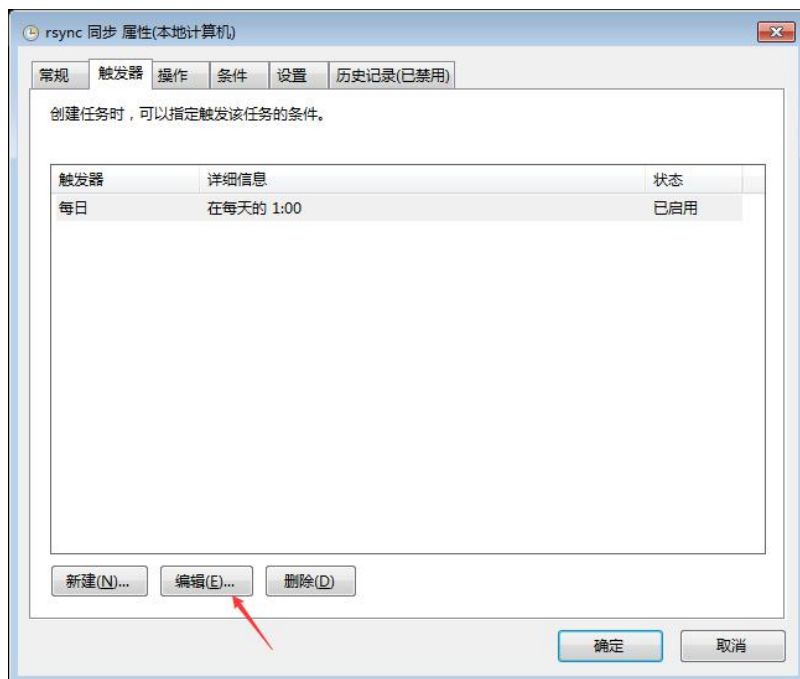 rsync 同步 属性(本地计算机)
常规 触发器 操作 条件 设置 历史记录(已禁用)
创建任务时，可以指定触发该任务的条件。
触发器 详细信息 状态
每日 在每天的 1:00 已启用
新建(N)... 编辑(E)... 删除(D)
确定 取消